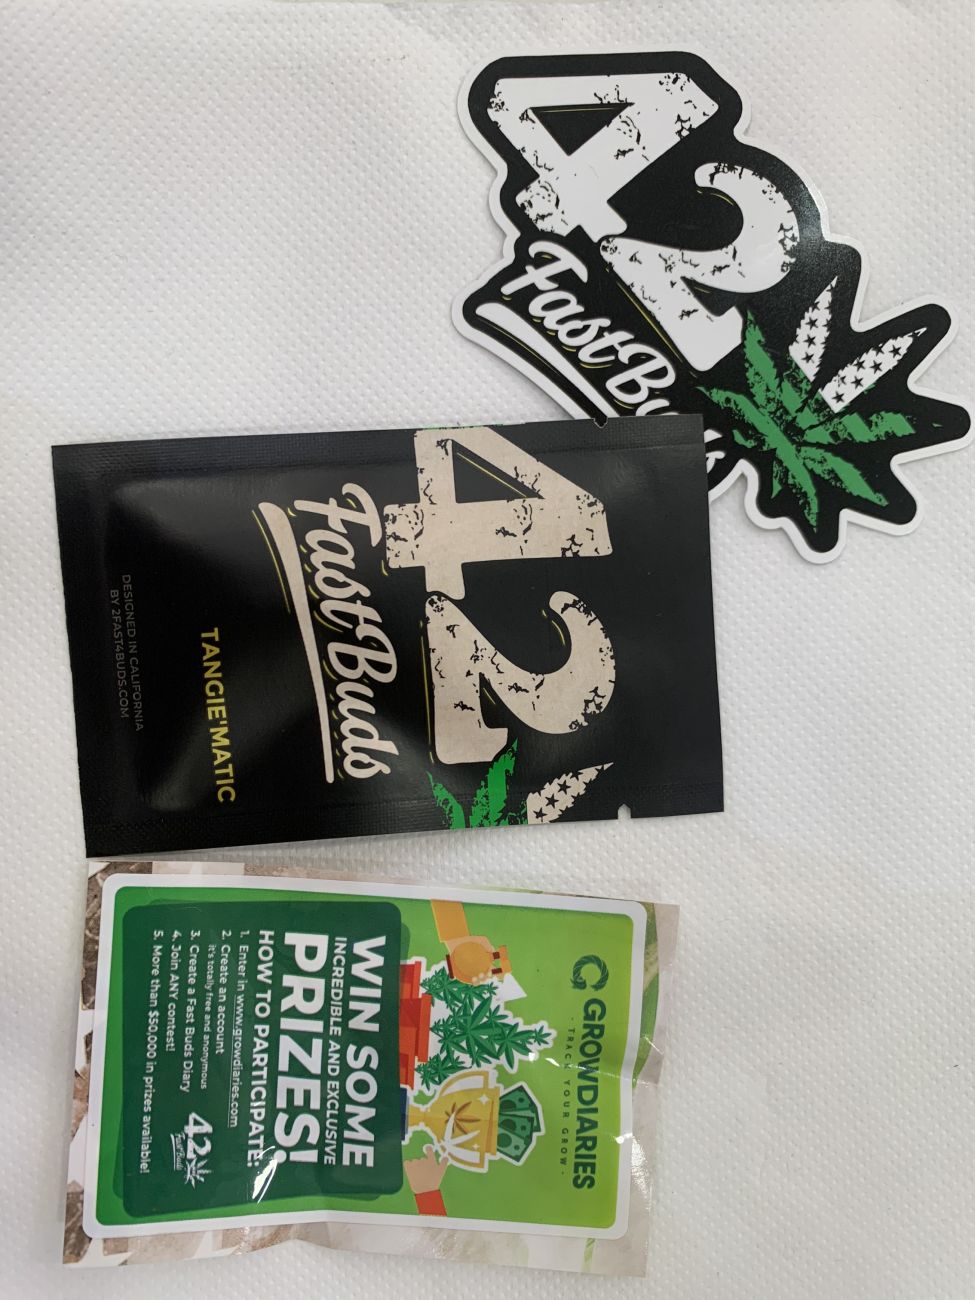 42
FastBuds
42
FastBuds
TANGIE'MATIC
DESIGNED IN CALIFORNIA
BY 2FAST4BUDS.COM
GROWDIARIES
- TRACK YOUR GROW -
WIN SOME
INCREDIBLE AND EXCLUSIVE
PRIZES!
HOW TO PARTICIPATE:
1. Enter in www.growdiaries.com
2. Create an account
it's totally free and anonymous
3. Create a Fast Buds Diary
4. Join ANY contest!
5. More than $50,000 in prizes available!
42
Fast Buds